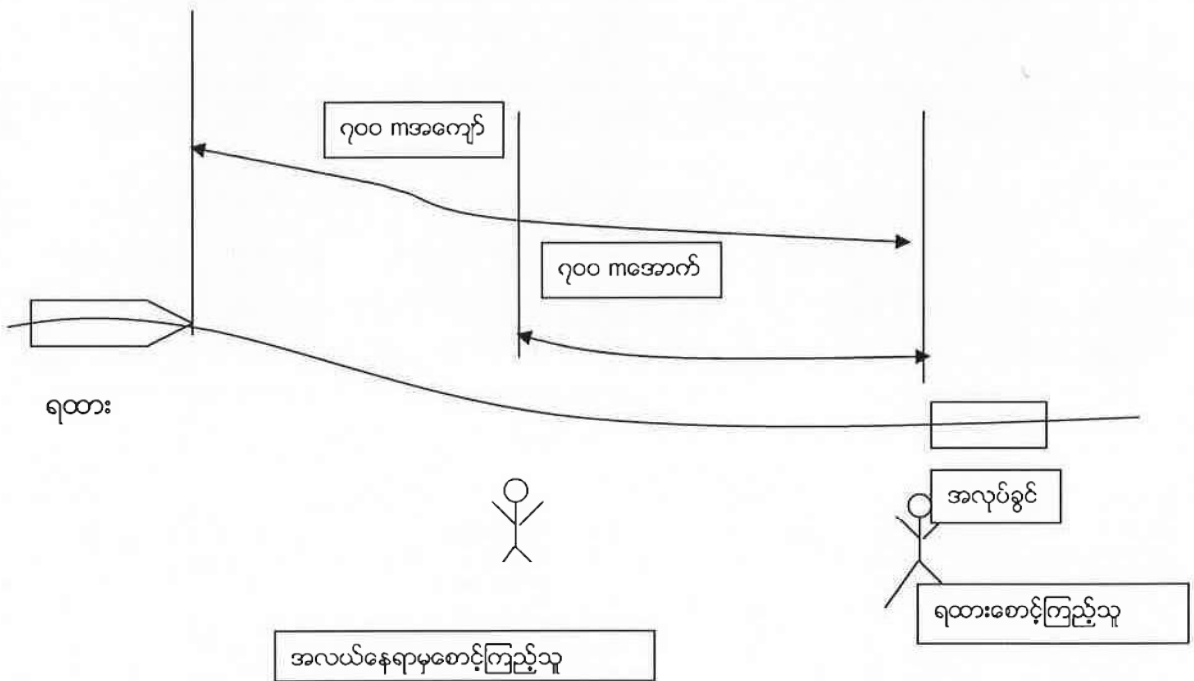 ၇၀၀ mအကျော်
၇၀၀ mအောက်
ရထား
အလုပ်ခွင်
ရထားစောင့်ကြည့်သူ
အလယ်နေရာမှစောင့်ကြည့်သူ